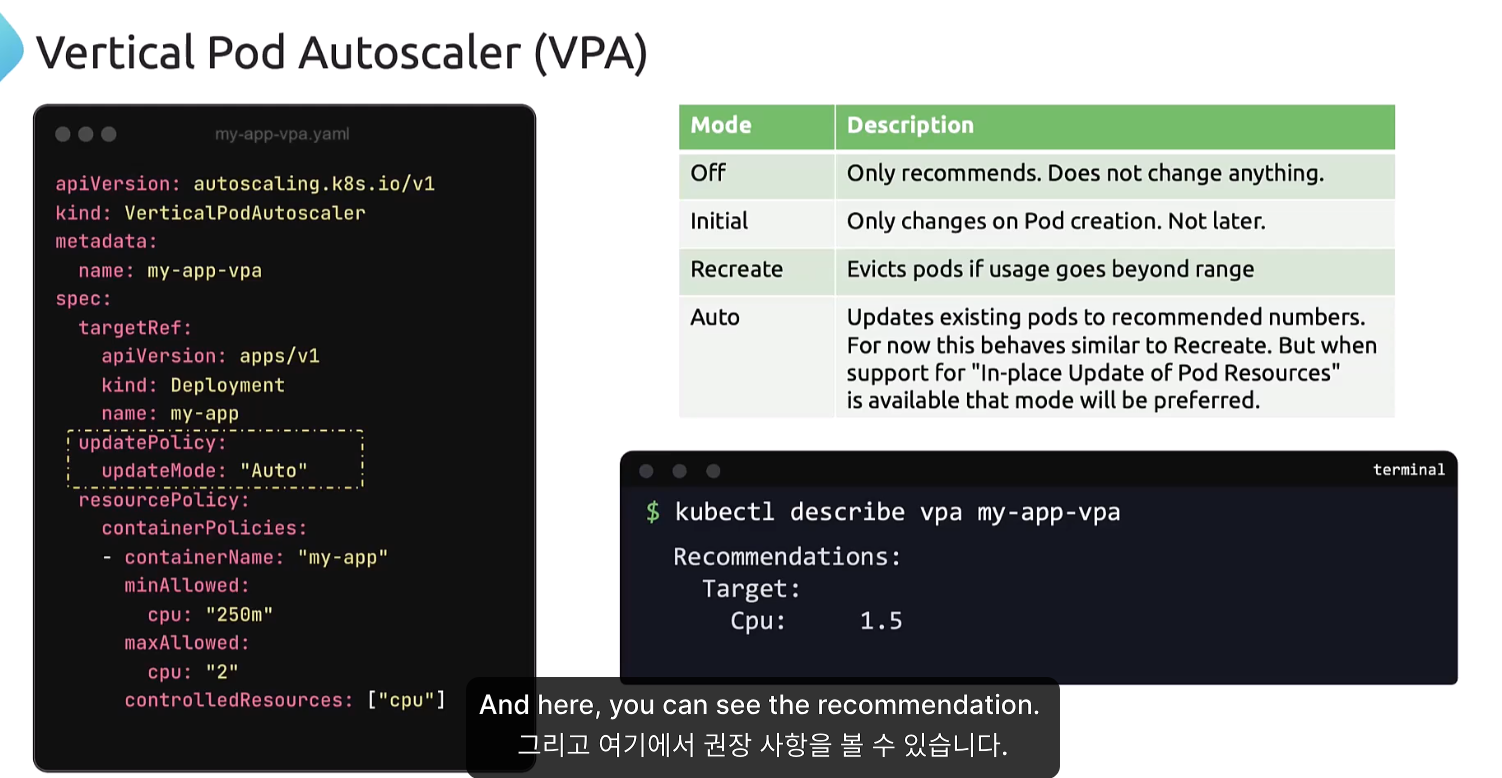 Vertical Pod Autoscaler (VPA)
my-app-vpa.yaml
apiVersion: autoscaling.k8s.io/v1
kind: VerticalPodAutoscaler
metadata:
  name: my-app-vpa
spec:
  targetRef:
    apiVersion: apps/v1
    kind: Deployment
    name: my-app
  updatePolicy:
    updateMode: "Auto"
  resourcePolicy:
    containerPolicies:
    - containerName: "my-app"
      minAllowed:
        cpu: "250m"
      maxAllowed:
        cpu: "2"
      controlledResources: ["cpu"]
Mode Description
Off Only recommends. Does not change anything.
Initial Only changes on Pod creation. Not later.
Recreate Evicts pods if usage goes beyond range
Auto Updates existing pods to recommended numbers.
For now this behaves similar to Recreate. But when
support for "In-place Update of Pod Resources"
is available that mode will be preferred.
terminal
$ kubectl describe vpa my-app-vpa
Recommendations:
  Target:
    Cpu: 1.5
And here, you can see the recommendation.
그리고 여기에서 권장 사항을 볼 수 있습니다.